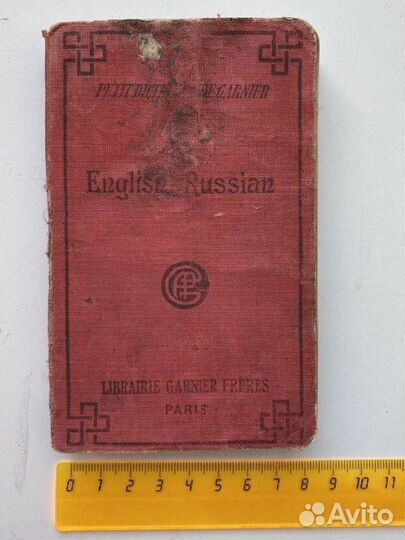 PETIT DICTIONNAIRE GARNIER
English Russian
LIBRAIRIE GARNIER FRÈRES
PARIS
0 1 2 3 4 5 6 7 8 9 10 11
Avito